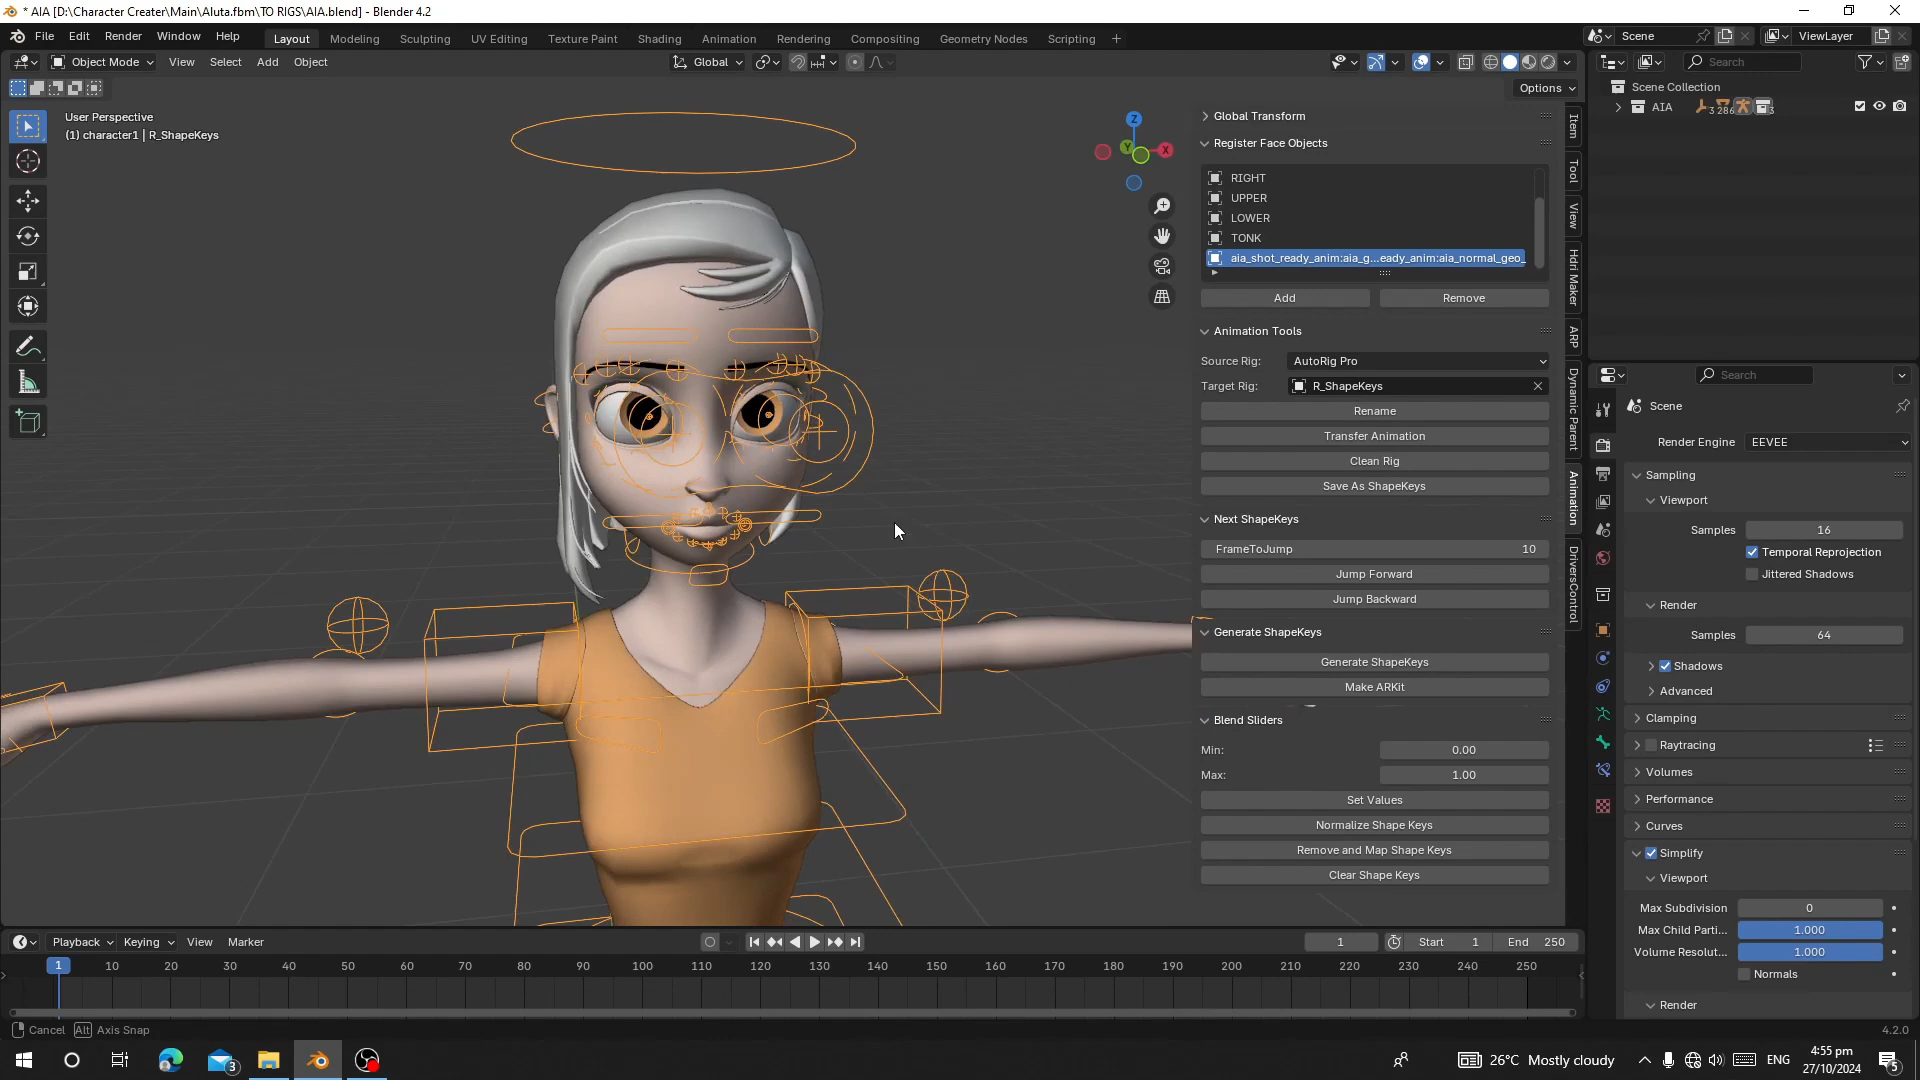 * AIA [D:\Character Creater\Main\Aluta.fbm\TO RIGS\AIA.blend] - Blender 4.2
File Edit Render Window Help Layout Modeling Sculpting UV Editing Texture Paint Shading Animation Rendering Compositing Geometry Nodes Scripting + Scene ViewLayer
Object Mode View Select Add Object Global Search
Options
Scene Collection
AIA 3 286 3
User Perspective
(1) character1 | R_ShapeKeys
Z
Y X
Global Transform
Register Face Objects
RIGHT
UPPER
LOWER
TONK
aia_shot_ready_anim:aia_g...eady_anim:aia_normal_geo_
Add Remove
Animation Tools
Source Rig: AutoRig Pro
Target Rig: R_ShapeKeys
Rename
Transfer Animation
Clean Rig
Save As ShapeKeys
Next ShapeKeys
FrameToJump 10
Jump Forward
Jump Backward
Generate ShapeKeys
Generate ShapeKeys
Make ARKit
Blend Sliders
Min: 0.00
Max: 1.00
Set Values
Normalize Shape Keys
Remove and Map Shape Keys
Clear Shape Keys
Item
Tool
View
Hdri Maker
ARP
Dynamic Parent
Animation
DriversControl
Search
Scene
Render Engine EEVEE
Sampling
Viewport
Samples 16
Temporal Reprojection
Jittered Shadows
Render
Samples 64
Shadows
Advanced
Clamping
Raytracing
Volumes
Performance
Curves
Simplify
Viewport
Max Subdivision 0
Max Child Parti... 1.000
Volume Resolut... 1.000
Normals
Render
Playback Keying View Marker 1 Start 1 End 250
1 10 20 30 40 50 60 70 80 90 100 110 120 130 140 150 160 170 180 190 200 210 220 230 240 250
Cancel Alt Axis Snap 4.2.0
3 26°C Mostly cloudy ENG 4:55 pm
27/10/2024 5